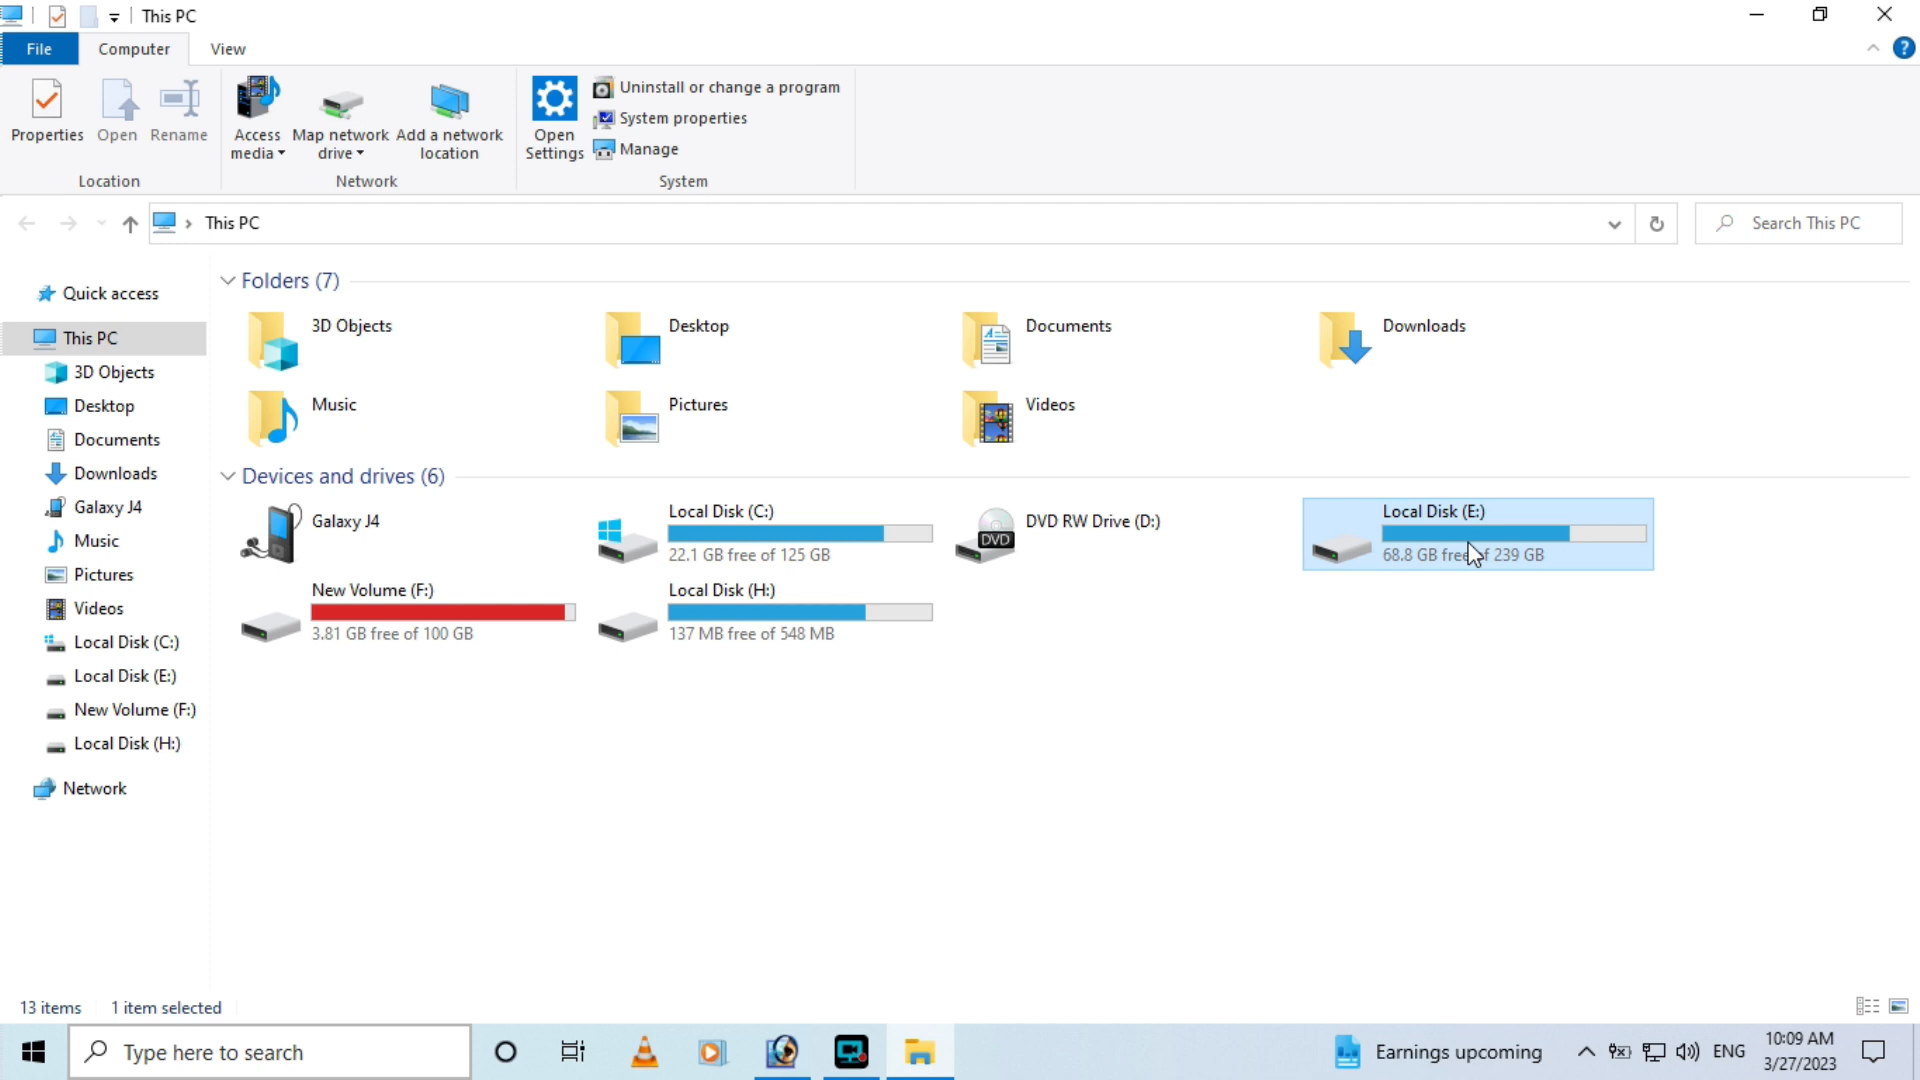 This PC
File
Computer
View
Properties
Open
Rename
Access media
Map network drive
Add a network location
Open Settings
Uninstall or change a program
System properties
Manage
Location
Network
System
This PC
Search This PC
Quick access
This PC
3D Objects
Desktop
Documents
Downloads
Galaxy J4
Music
Pictures
Videos
Local Disk (C:)
Local Disk (E:)
New Volume (F:)
Local Disk (H:)
Network
Folders (7)
3D Objects
Desktop
Documents
Downloads
Music
Pictures
Videos
Devices and drives (6)
Galaxy J4
Local Disk (C:)
22.1 GB free of 125 GB
DVD
DVD RW Drive (D:)
Local Disk (E:)
68.8 GB free of 239 GB
New Volume (F:)
3.81 GB free of 100 GB
Local Disk (H:)
137 MB free of 548 MB
13 items
1 item selected
Type here to search
Earnings upcoming
ENG
10:09 AM
3/27/2023